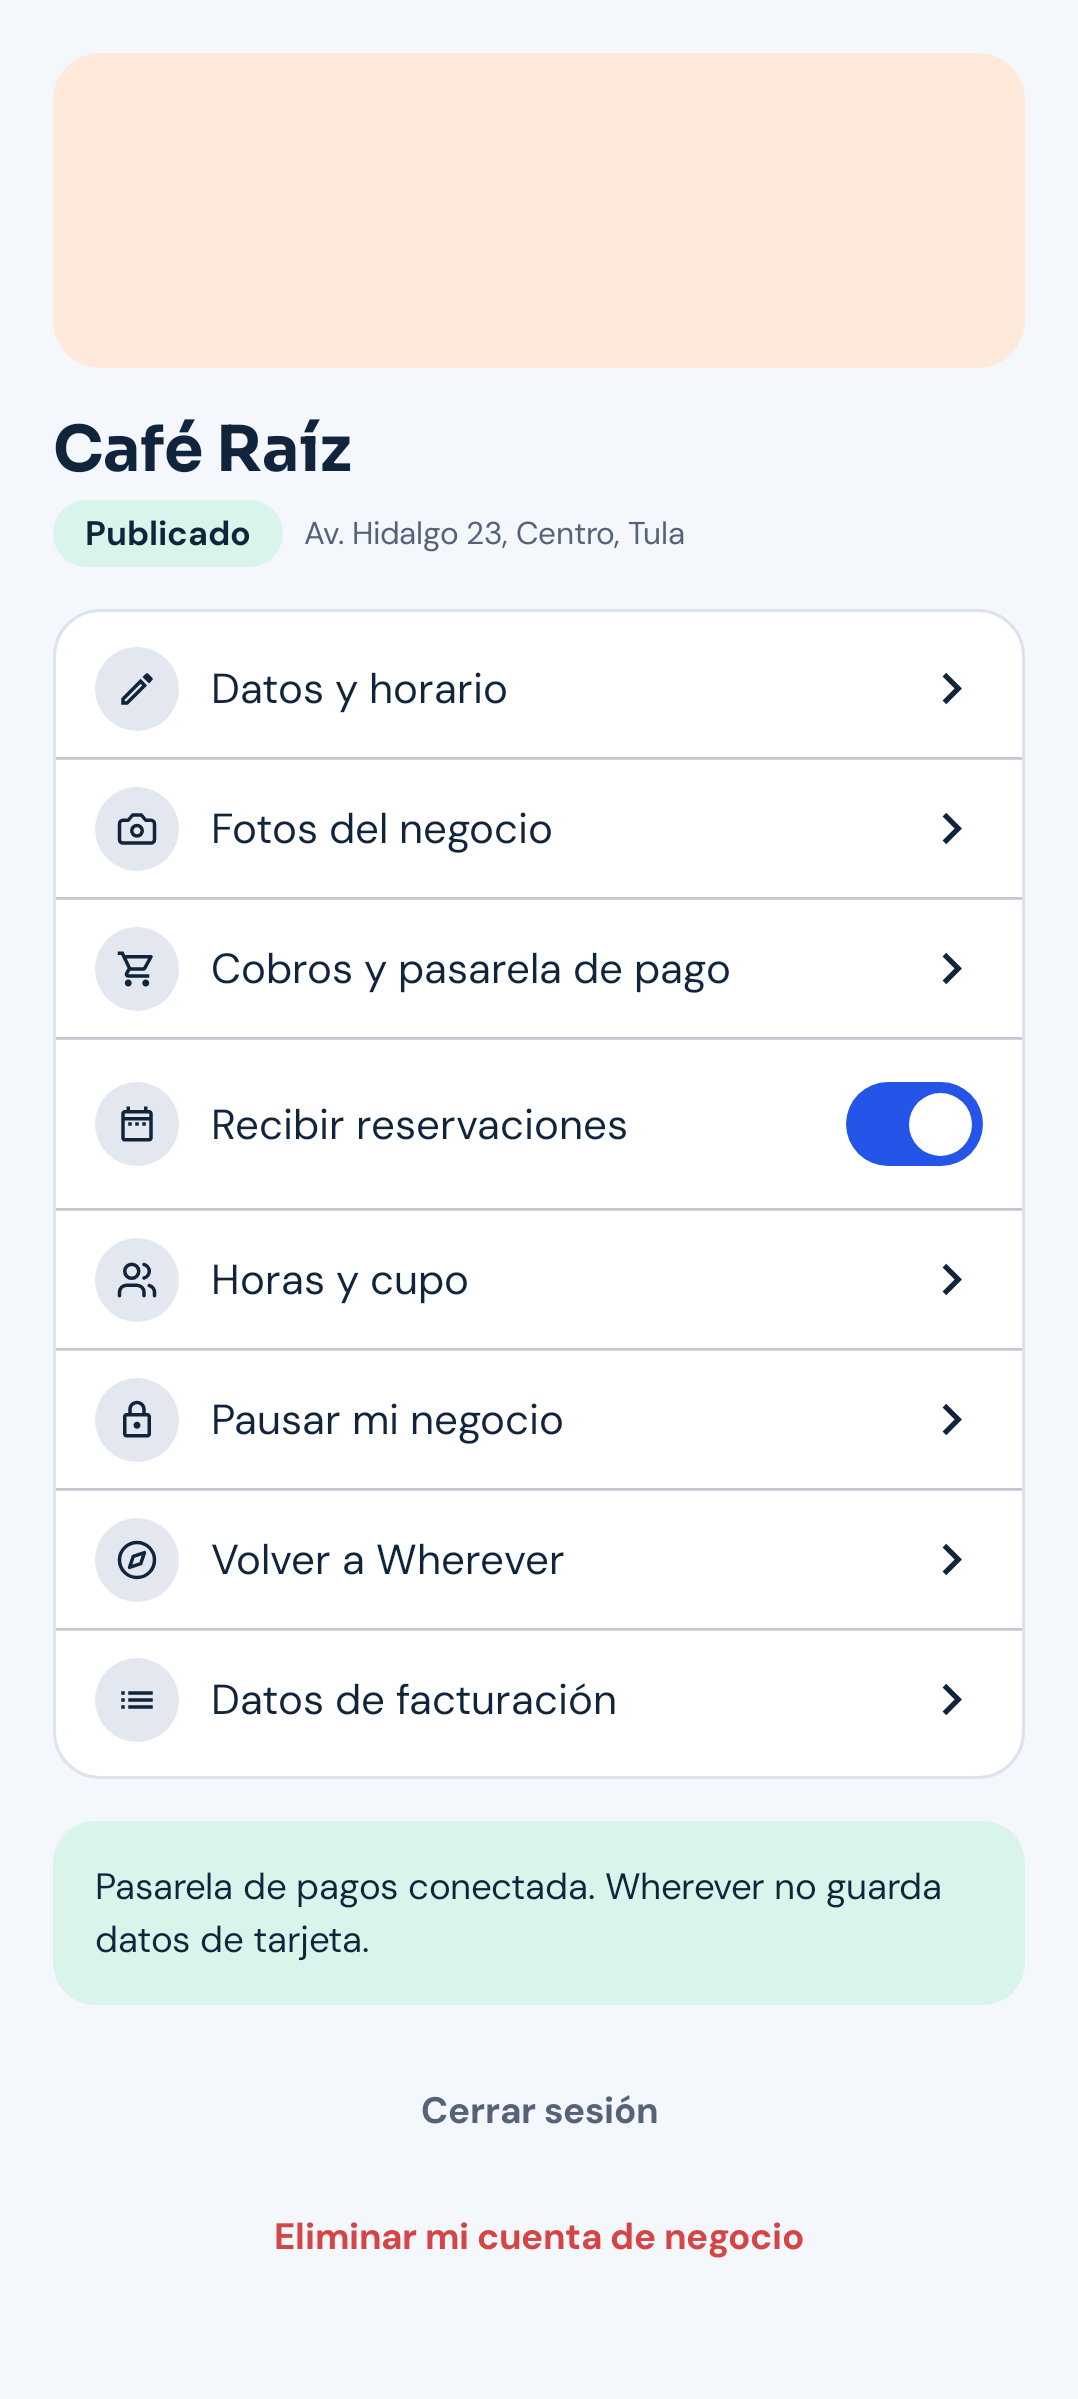 Café Raíz
Publicado
Av. Hidalgo 23, Centro, Tula
Datos y horario
Fotos del negocio
Cobros y pasarela de pago
Recibir reservaciones
Horas y cupo
Pausar mi negocio
Volver a Wherever
Datos de facturación
Pasarela de pagos conectada. Wherever no guarda
datos de tarjeta.
Cerrar sesión
Eliminar mi cuenta de negocio